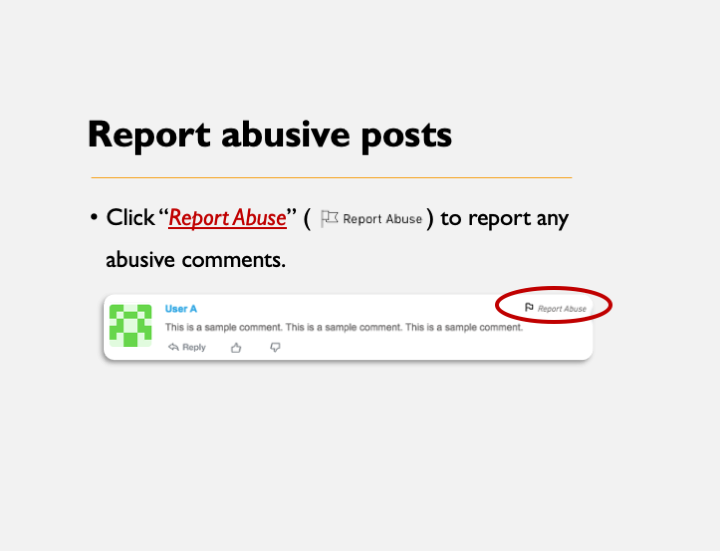 Report abusive posts
• Click “Report Abuse” ( Report Abuse ) to report any
abusive comments.
User A
Report Abuse
This is a sample comment. This is a sample comment. This is a sample comment.
Reply